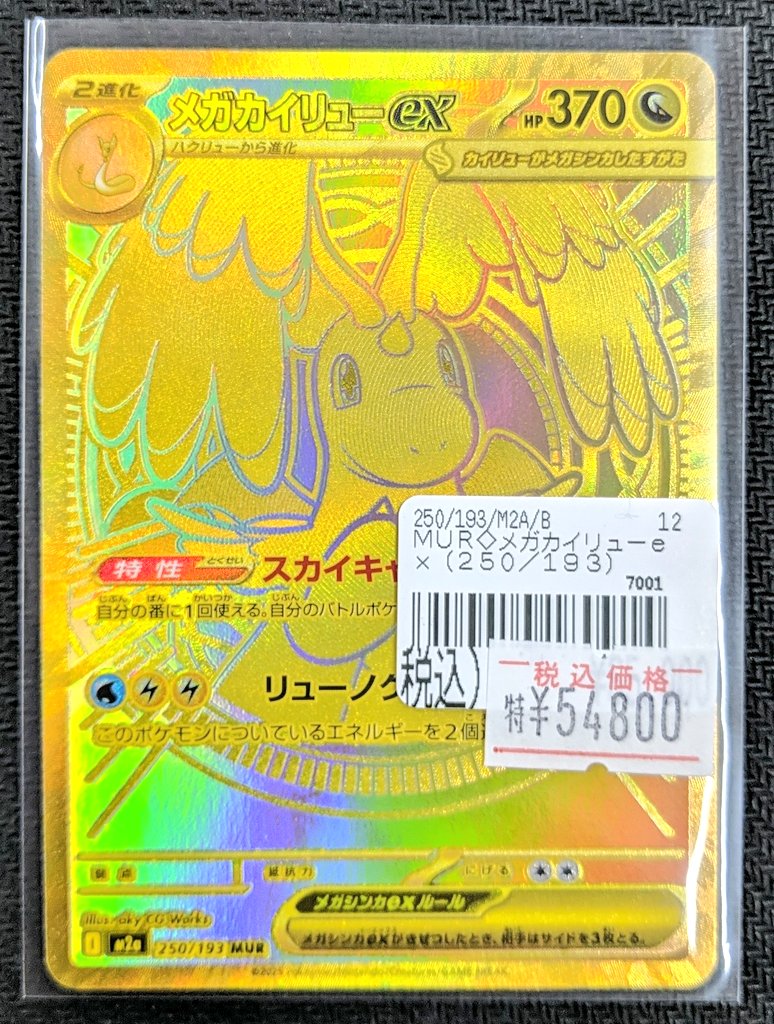 2進化
メガカイリューex
HP370
ハクリューから進化
カイリューがメガシンカしたすがた
特性
とくせい
スカイキャ
自分の番に1回使える。自分のバトルポケ
リューノグ
このポケモンについているエネルギーを2個
250/193/M2A/B 12
MUR◇メガカイリューe
x(250/193)
7001
税込)
税込価格
特¥54800
弱点
抵抗力
にげる
メガシンカexルール
メガシンカexがきぜつしたとき、相手はサイドを3枚とる。
CG Works
m2a 250/193 MUR